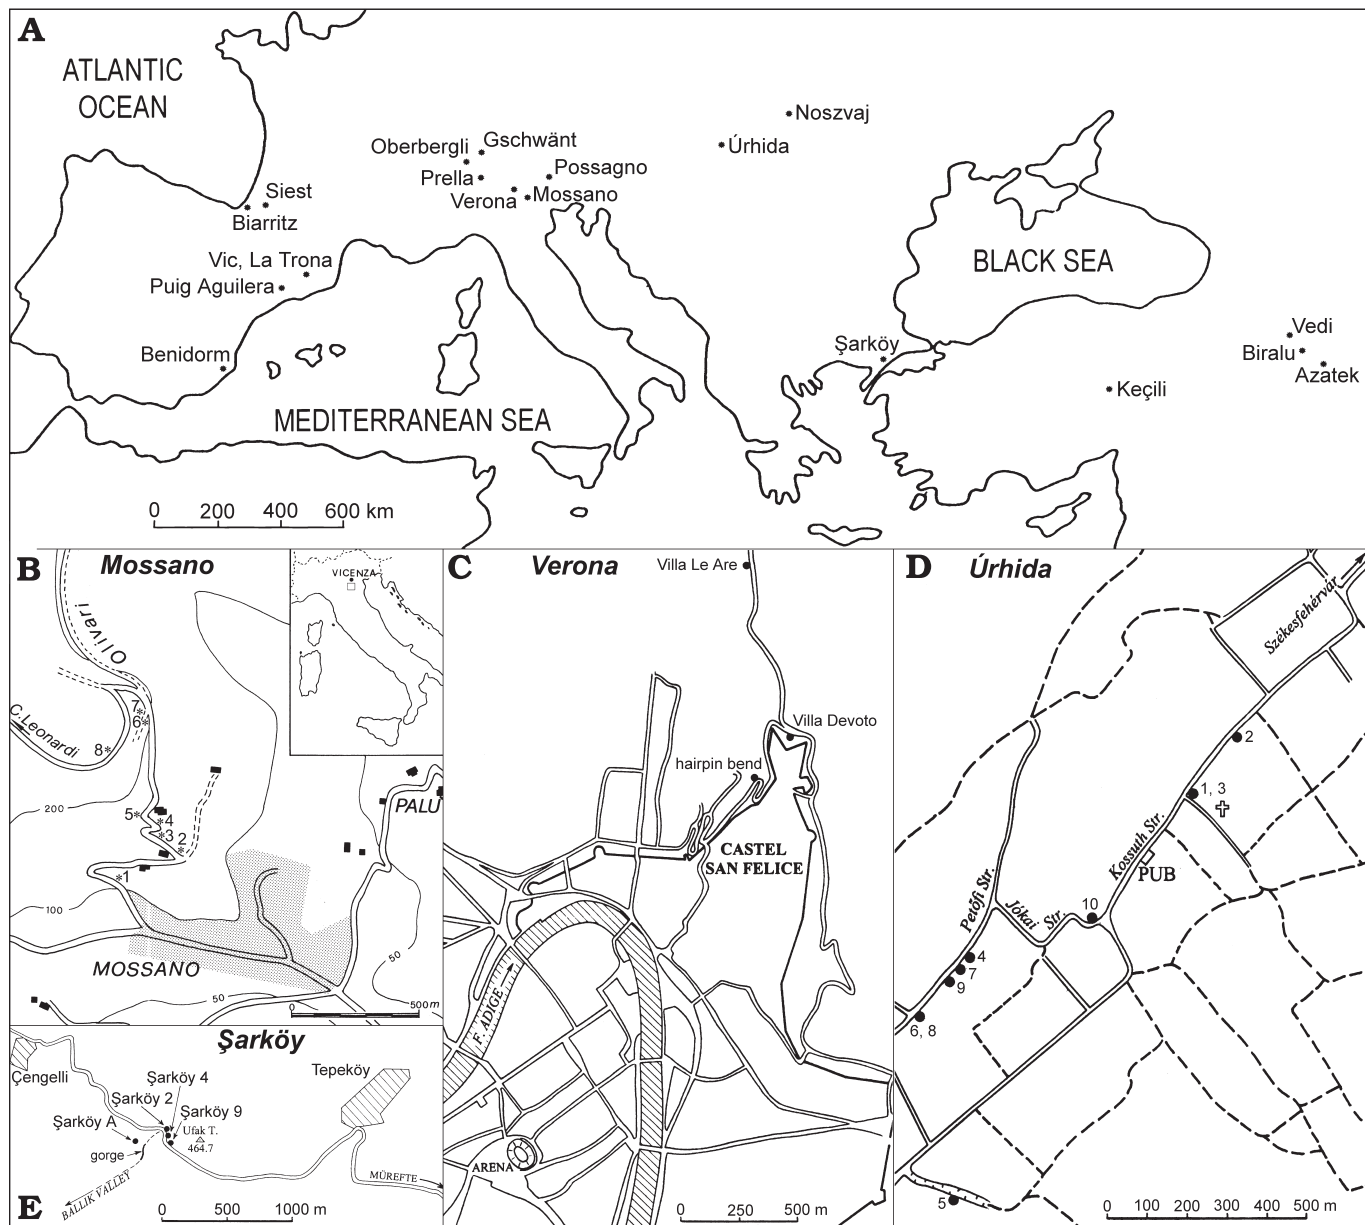 A
ATLANTIC
OCEAN
Noszvaj
Úrhida
Gschwänt
Oberbergli
Possagno
Prella
Verona
Mossano
Siest
Biarritz
BLACK SEA
Vic, La Trona
Puig Aguilera
Vedi
Şarköy
Biralu
Benidorm
Azatek
Keçili
MEDITERRANEAN SEA
0 200 400 600 km
B
Mossano
VICENZA
Olivari
C.Leonardi
7
6
8
200
5
4
3
2
1
PALU
100
MOSSANO
50
50
0 500m
C
Verona
Villa Le Are
Villa Devoto
hairpin bend
CASTEL
SAN FELICE
F. ADIGE
ARENA
0 250 500 m
D
Úrhida
Székesfehérvár
2
1, 3
Kossuth Str.
PUB
Petőfi Str.
Jókai Str.
10
4
7
9
6, 8
5
0 100 200 300 400 500 m
Şarköy
Çengelli
Tepeköy
Şarköy 4
Şarköy 2
Şarköy 9
Şarköy A
Ufak T.
464.7
gorge
MÜREFTE
BALLIK VALLEY
E
0 500 1000 m